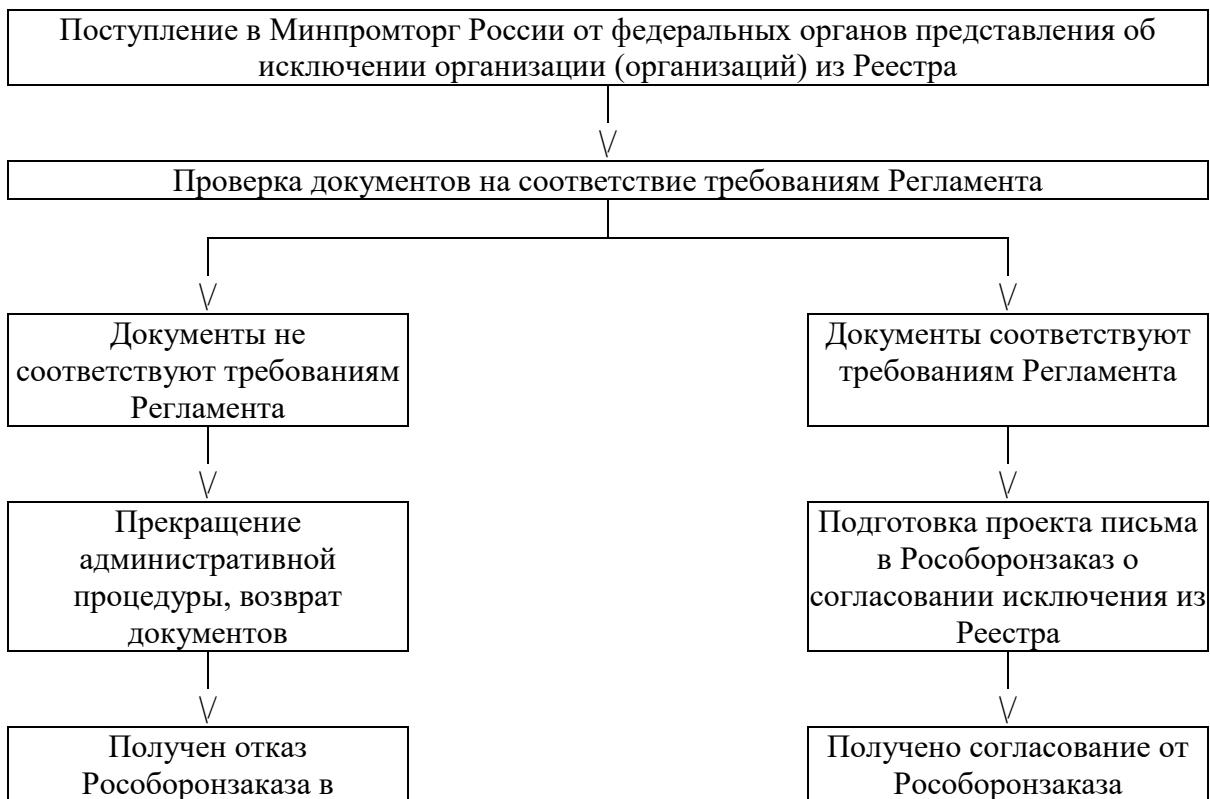 Поступление в Минпромторг России от федеральных органов представления об
исключении организации (организаций) из Реестра
Проверка документов на соответствие требованиям Регламента
Документы не
соответствуют требованиям
Регламента
Документы соответствуют
требованиям Регламента
Прекращение
административной
процедуры, возврат
документов
Подготовка проекта письма
в Рособоронзаказ о
согласовании исключения из
Реестра
Получен отказ
Рособоронзаказа в
Получено согласование от
Рособоронзаказа